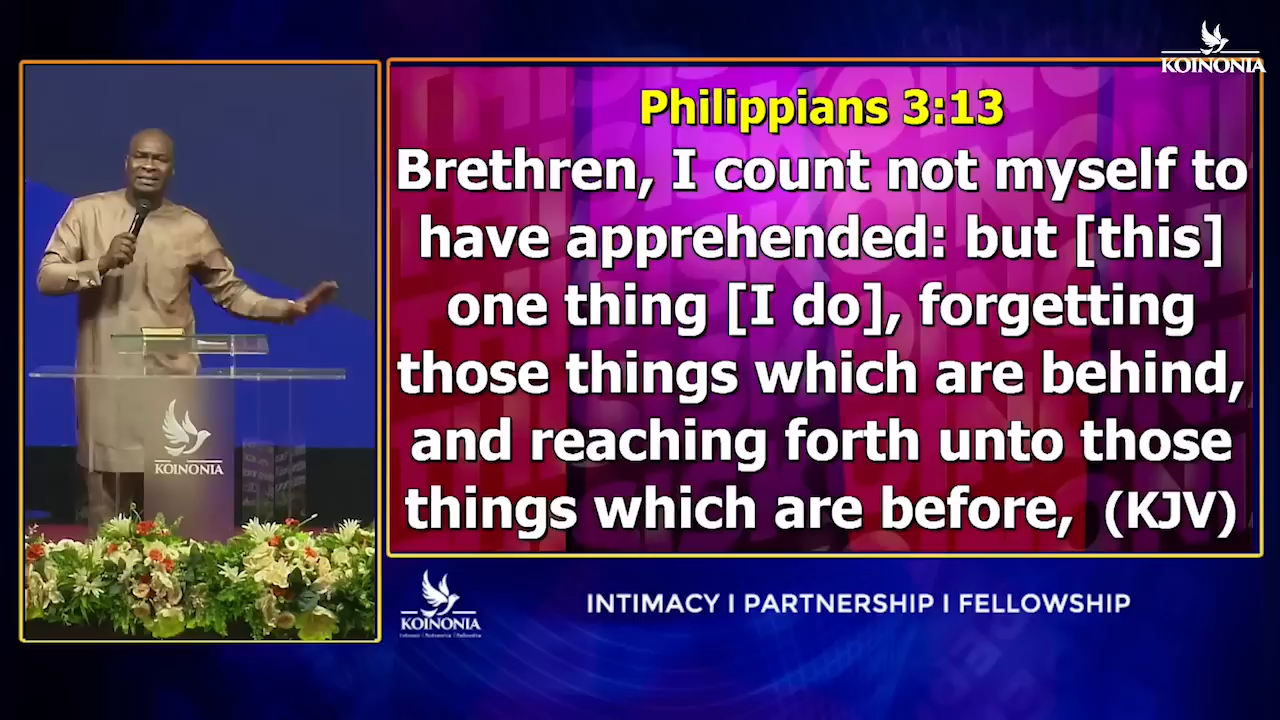 KOINONIA
Philippians 3:13
Brethren, I count not myself to
have apprehended: but [this]
one thing [I do], forgetting
those things which are behind,
and reaching forth unto those
things which are before, (KJV)
KOINONIA
KOINONIA
INTIMACY I PARTNERSHIP I FELLOWSHIP